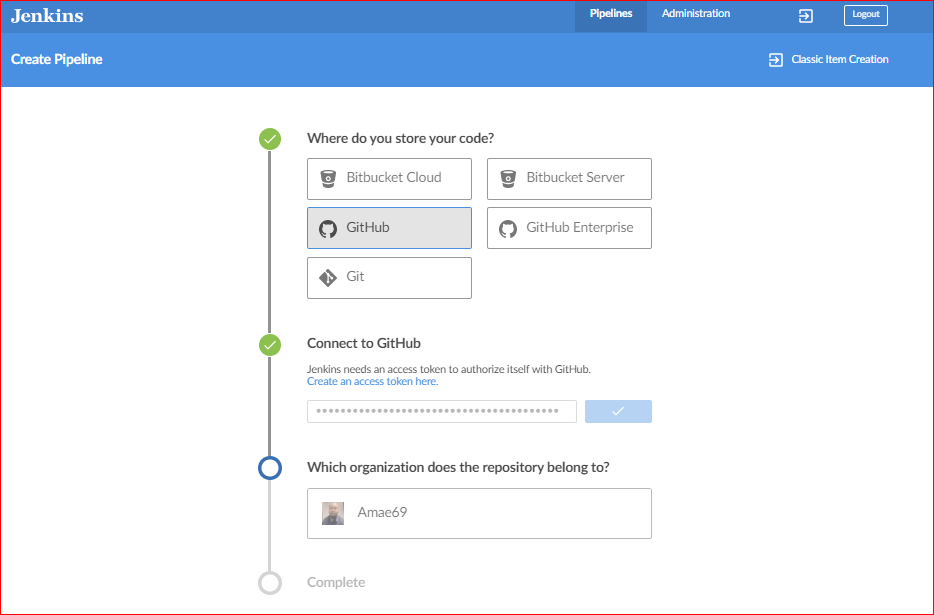 Jenkins
Pipelines
Administration
Logout
Create Pipeline
Classic Item Creation
Where do you store your code?
Bitbucket Cloud
Bitbucket Server
GitHub
GitHub Enterprise
Git
Connect to GitHub
Jenkins needs an access token to authorize itself with GitHub.
Create an access token here.
Which organization does the repository belong to?
Amae69
Complete